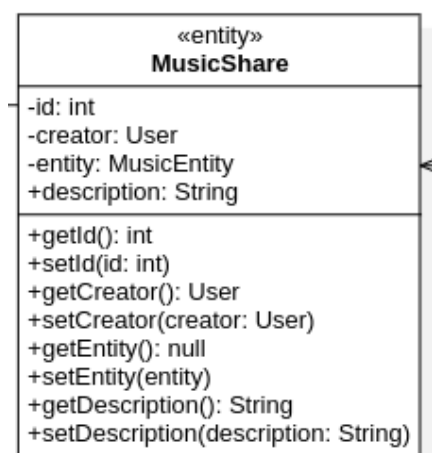 «entity»
MusicShare
-id: int
-creator: User
-entity: MusicEntity
+description: String
+getId(): int
+setId(id: int)
+getCreator(): User
+setCreator(creator: User)
+getEntity(): null
+setEntity(entity)
+getDescription(): String
+setDescription(description: String)